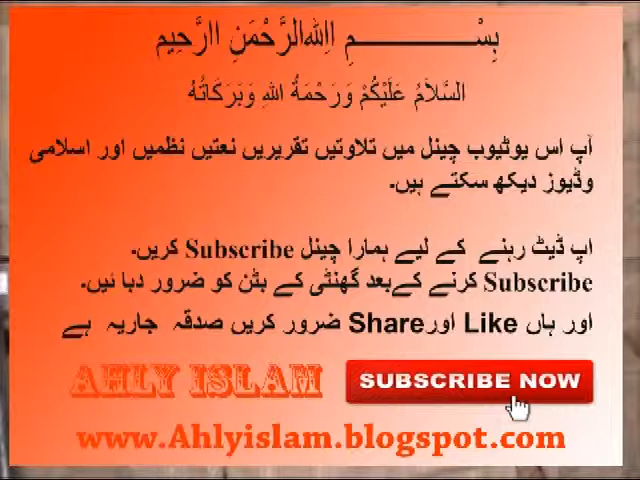 بِسْــــــــــمِ اللهِ الرَّحْمَنِ الرَّحِيم
السَّلاَمُ عَلَيْكُمْ وَرَحْمَةُ اللهِ وَبَرَكَاتُهُ
آپ اس یوٹیوب چینل میں تلاوتیں تقریریں نعتیں نظمیں اور اسلامی
وڈیوز دیکھ سکتے ہیں۔
اپ ڈیٹ رہنے کے لیے ہمارا چینل Subscribe کریں۔
Subscribe کرنے کےبعد گھنٹی کے بٹن کو ضرور دبا ئیں۔
اور ہاں Like اورShare ضرور کریں صدقہ جاریہ ہے
AHLY ISLAM
SUBSCRIBE NOW
www.Ahlyislam.blogspot.com